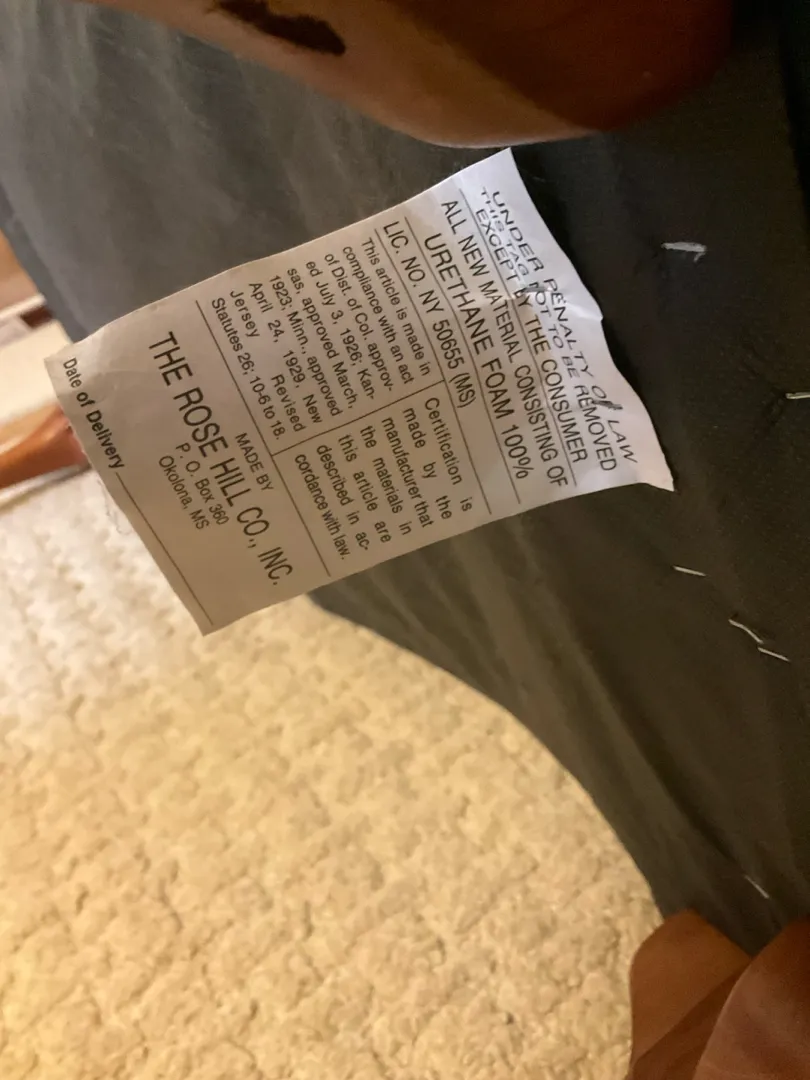 UNDER PENALTY OF LAW
THIS TAG NOT TO BE REMOVED
EXCEPT BY THE CONSUMER
ALL NEW MATERIAL CONSISTING OF
URETHANE FOAM 100%
LIC. NO. NY 50655 (MS)
This article is made in
compliance with an act
of Dist. of Col. approv-
ed July 3, 1926; Kan-
sas, approved March,
1923; Minn., approved
April 24, 1929. New
Jersey Revised
Statutes 26; 10-6 to 18.
Certification is
made by the
manufacturer that
the materials in
this article are
described in ac-
cordance with law.
MADE BY
THE ROSE HILL CO., INC.
P. O. Box 360
Okolona, MS
Date of Delivery